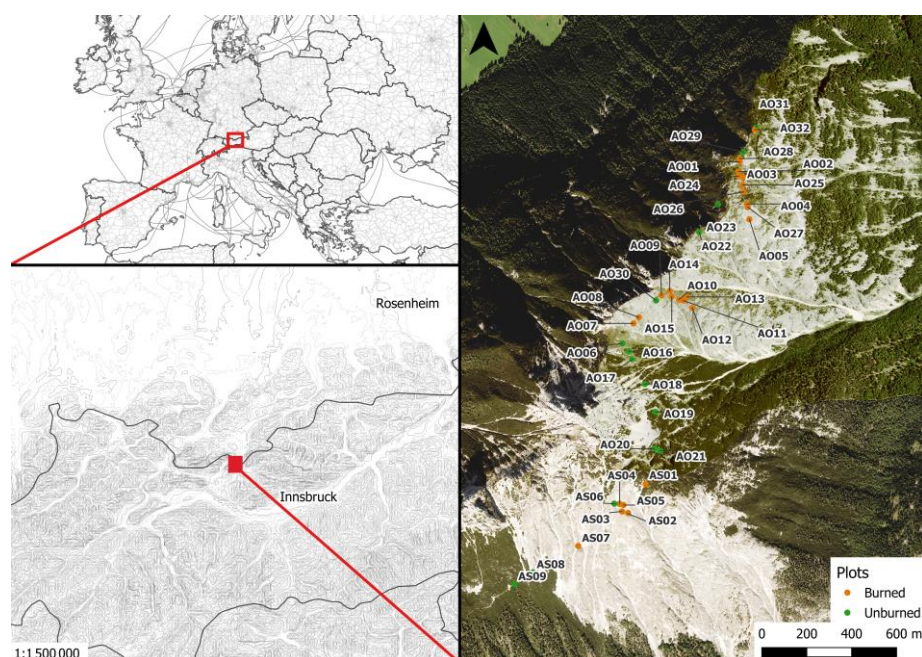 Rosenheim
Innsbruck
1:1 500 000
AO31
AO29
AO32
AO28
AO01
AO02
AO03
AO24
AO25
AO26
AO04
AO23
AO27
AO09
AO22
AO14
AO05
AO30
AO10
AO08
AO13
AO07
AO15
AO11
AO12
AO06
AO16
AO17
AO18
AO19
AO20
AO21
AS04
AS01
AS06
AS05
AS03
AS02
AS07
AS08
AS09
Plots
Burned
Unburned
0 200 400 600 m